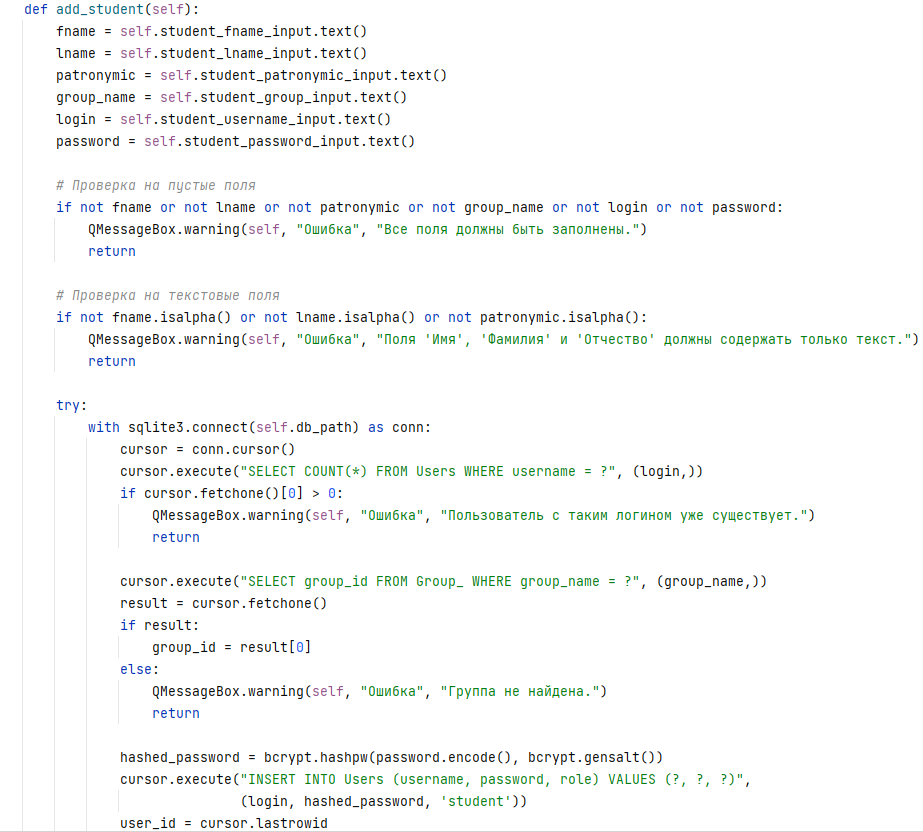 def add_student(self):
    fname = self.student_fname_input.text()
    lname = self.student_lname_input.text()
    patronymic = self.student_patronymic_input.text()
    group_name = self.student_group_input.text()
    login = self.student_username_input.text()
    password = self.student_password_input.text()

    # Проверка на пустые поля
    if not fname or not lname or not patronymic or not group_name or not login or not password:
        QMessageBox.warning(self, "Ошибка", "Все поля должны быть заполнены.")
        return

    # Проверка на текстовые поля
    if not fname.isalpha() or not lname.isalpha() or not patronymic.isalpha():
        QMessageBox.warning(self, "Ошибка", "Поля 'Имя', 'Фамилия' и 'Отчество' должны содержать только текст.")
        return

    try:
        with sqlite3.connect(self.db_path) as conn:
            cursor = conn.cursor()
            cursor.execute("SELECT COUNT(*) FROM Users WHERE username = ?", (login,))
            if cursor.fetchone()[0] > 0:
                QMessageBox.warning(self, "Ошибка", "Пользователь с таким логином уже существует.")
                return

            cursor.execute("SELECT group_id FROM Group_ WHERE group_name = ?", (group_name,))
            result = cursor.fetchone()
            if result:
                group_id = result[0]
            else:
                QMessageBox.warning(self, "Ошибка", "Группа не найдена.")
                return

            hashed_password = bcrypt.hashpw(password.encode(), bcrypt.gensalt())
            cursor.execute("INSERT INTO Users (username, password, role) VALUES (?, ?, ?)",
                           (login, hashed_password, 'student'))
            user_id = cursor.lastrowid